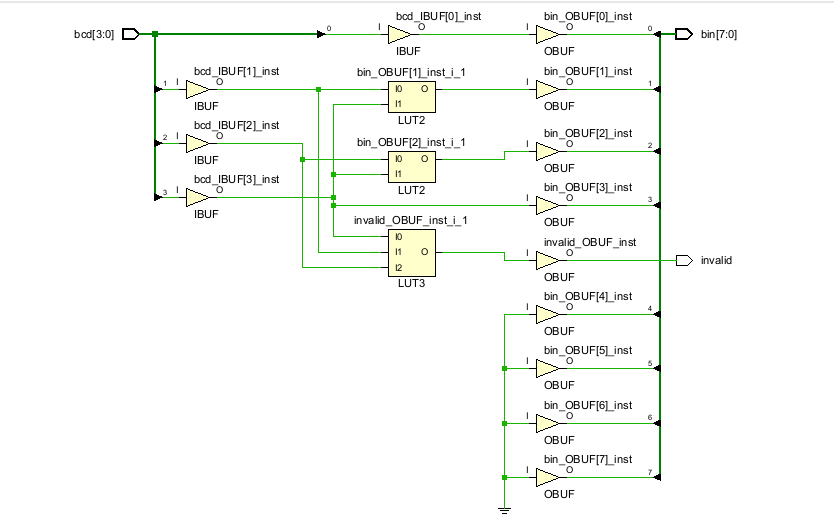 bcd_IBUF[0]_inst bin_OBUF[0]_inst
bcd[3:0] 0 I O I O 0 bin[7:0]
IBUF OBUF
bcd_IBUF[1]_inst bin_OBUF[1]_inst_i_1 bin_OBUF[1]_inst
1 I O I0 O I O 1
IBUF I1 OBUF
LUT2
bcd_IBUF[2]_inst bin_OBUF[2]_inst_i_1 bin_OBUF[2]_inst
2 I O I0 O I O 2
IBUF I1 OBUF
LUT2
bcd_IBUF[3]_inst bin_OBUF[3]_inst
3 I O I O 3
IBUF OBUF
invalid_OBUF_inst_i_1 invalid_OBUF_inst
I0
I1 O I O invalid
I2 OBUF
LUT3
bin_OBUF[4]_inst
I O 4
OBUF
bin_OBUF[5]_inst
I O 5
OBUF
bin_OBUF[6]_inst
I O 6
OBUF
bin_OBUF[7]_inst
I O 7
OBUF